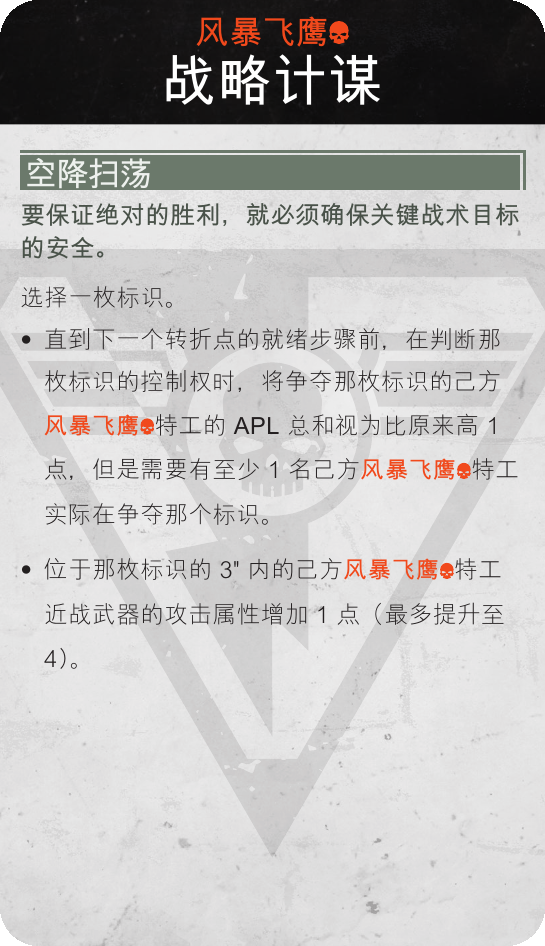 风暴飞鹰
战略计谋
空降扫荡
要保证绝对的胜利，就必须确保关键战术目标
的安全。
选择一枚标识。
• 直到下一个转折点的就绪步骤前，在判断那
枚标识的控制权时，将争夺那枚标识的己方
风暴飞鹰特工的 APL 总和视为比原来高 1
点，但是需要有至少 1 名己方风暴飞鹰特工
实际在争夺那个标识。
• 位于那枚标识的 3" 内的己方风暴飞鹰特工
近战武器的攻击属性增加 1 点（最多提升至
4）。